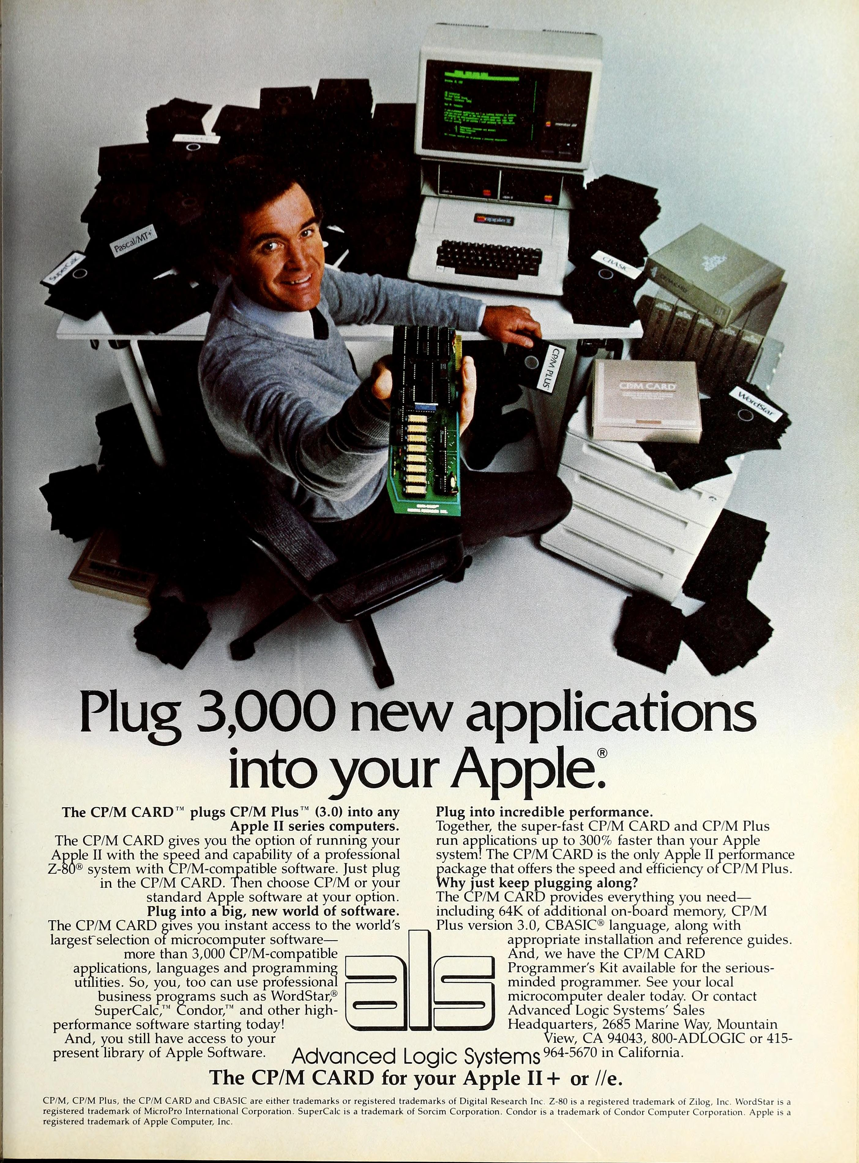 SuperCalc
Pascal/MT+
CBASIC
CP/M PLUS
CP/M CARD
WordStar
Plug 3,000 new applications
into your Apple.®
The CP/M CARD™ plugs CP/M Plus™ (3.0) into any
Apple II series computers.
The CP/M CARD gives you the option of running your
Apple II with the speed and capability of a professional
Z-80® system with CP/M-compatible software. Just plug
in the CP/M CARD. Then choose CP/M or your
standard Apple software at your option.
Plug into a big, new world of software.
The CP/M CARD gives you instant access to the world's
largest selection of microcomputer software—
more than 3,000 CP/M-compatible
applications, languages and programming
utilities. So, you, too can use professional
business programs such as WordStar,®
SuperCalc,™ Condor,™ and other high-
performance software starting today!
And, you still have access to your
present library of Apple Software.
Plug into incredible performance.
Together, the super-fast CP/M CARD and CP/M Plus
run applications up to 300% faster than your Apple
system! The CP/M CARD is the only Apple II performance
package that offers the speed and efficiency of CP/M Plus.
Why just keep plugging along?
The CP/M CARD provides everything you need—
including 64K of additional on-board memory, CP/M
Plus version 3.0, CBASIC® language, along with
appropriate installation and reference guides.
And, we have the CP/M CARD
Programmer's Kit available for the serious-
minded programmer. See your local
microcomputer dealer today. Or contact
Advanced Logic Systems' Sales
Headquarters, 2685 Marine Way, Mountain
View, CA 94043, 800-ADLOGIC or 415-
964-5670 in California.
als
Advanced Logic Systems
The CP/M CARD for your Apple II+ or //e.
CP/M, CP/M Plus, the CP/M CARD and CBASIC are either trademarks or registered trademarks of Digital Research Inc. Z-80 is a registered trademark of Zilog, Inc. WordStar is a
registered trademark of MicroPro International Corporation. SuperCalc is a trademark of Sorcim Corporation. Condor is a trademark of Condor Computer Corporation. Apple is a
registered trademark of Apple Computer, Inc.